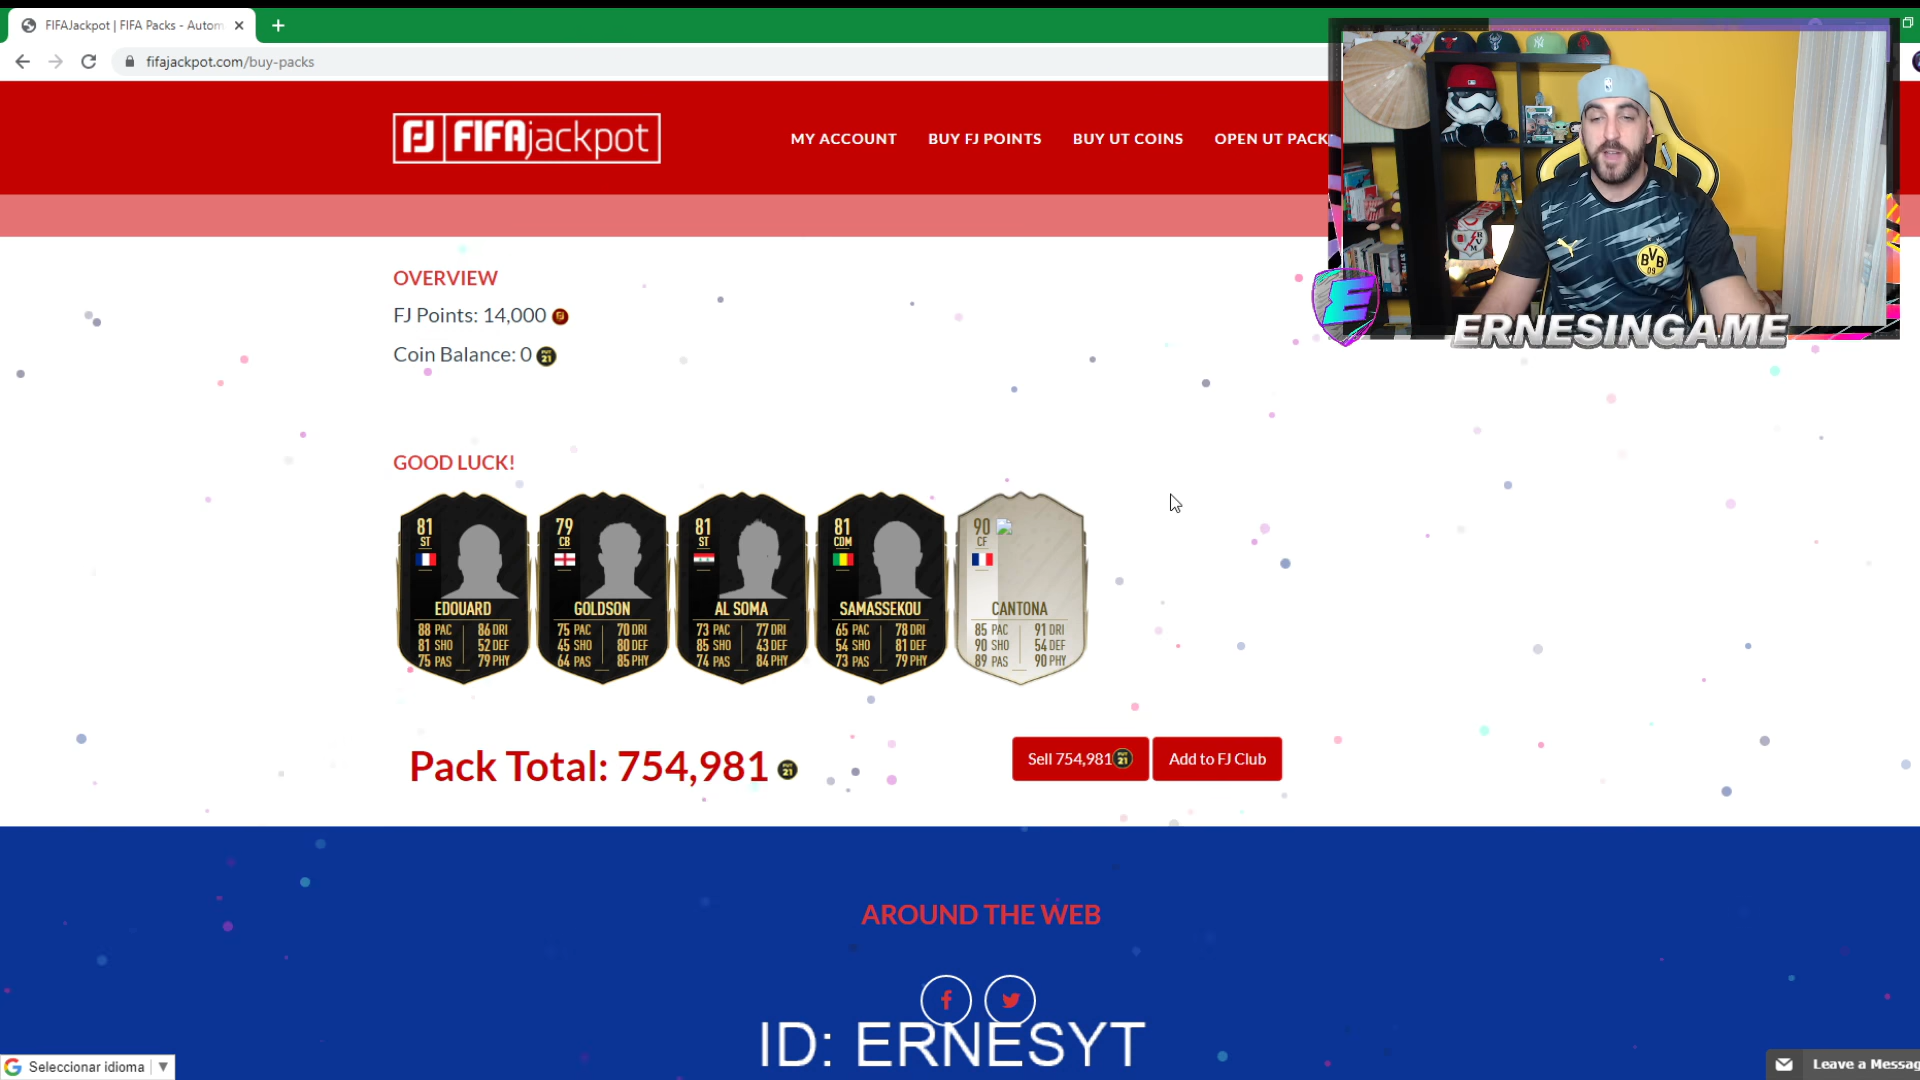 FIFAJackpot | FIFA Packs - Autom
fifajackpot.com/buy-packs
FJ FIFAjackpot
MY ACCOUNT BUY FJ POINTS BUY UT COINS OPEN UT PACK
OVERVIEW
FJ Points: 14,000
Coin Balance: 0
BVB
09
E
ERNESINGAME
GOOD LUCK!
81 ST
EDOUARD
88 PAC 86 DRI
81 SHO 52 DEF
75 PAS 79 PHY
79 CB
GOLDSON
75 PAC 70 DRI
45 SHO 80 DEF
64 PAS 85 PHY
81 ST
AL SOMA
73 PAC 77 DRI
85 SHO 43 DEF
74 PAS 84 PHY
81 CDM
SAMASSEKOU
65 PAC 78 DRI
54 SHO 81 DEF
73 PAS 79 PHY
90 CF
CANTONA
85 PAC 91 DRI
90 SHO 54 DEF
89 PAS 90 PHY
Pack Total: 754,981
Sell 754,981 Add to FJ Club
AROUND THE WEB
ID: ERNESYT
Seleccionar idioma
Leave a Messag